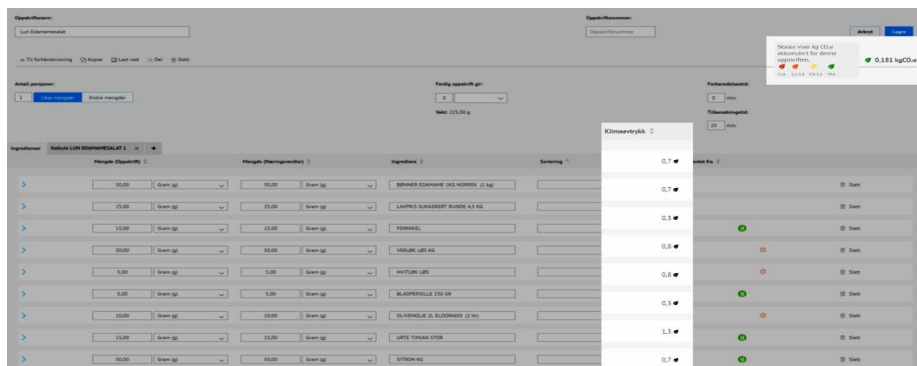 Oppskriftsnavn: Oppskriftsnummer:
Lun Edamamesalat Oppskriftsnummer Avbryt Lagre
Til forhåndsvisning Kopier Last ned Del Slett
Skalaen viser kg CO₂e
akkumulert for denne
oppskriften.
0,181 kgCO₂e
Antall porsjoner: Ferdig oppskrift gir: Forberedelsestid:
1 Låse mengder Endre mengder 0 0 min.
Vekt: 225,00 g Tilberedningstid:
20 min.
Ingredienser Kalkyle LUN EDAMAMESALAT 1 × +
Mengde (Oppskrift) Mengde (Næringsverdier) Ingrediens Sortering Klimaavtrykk
50,00 Gram (g) 50,00 Gram (g) BØNNER EDAMAME 1KG NORREK (1 kg) 0,7 Slett
25,00 Gram (g) 25,00 Gram (g) LAVPRIS SUKKERERT RUNDE 4,5 KG 0,7 Slett
15,00 Gram (g) 15,00 Gram (g) FENNIKEL 0,3 Slett
50,00 Gram (g) 50,00 Gram (g) VÅRLØK LØS KG 0,8 Slett
5,00 Gram (g) 5,00 Gram (g) HVITLØK LØS 0,8 Slett
5,00 Gram (g) 5,00 Gram (g) BLADPERSILLE 250 GR 0,3 Slett
10,00 Gram (g) 10,00 Gram (g) OLIVENOLJE 2L ELDORADO (2 ltr) 1,3 Slett
15,00 Gram (g) 15,00 Gram (g) URTE TIMIAN STOR Slett
50,00 Gram (g) 50,00 Gram (g) SITRON KG 0,7 Slett